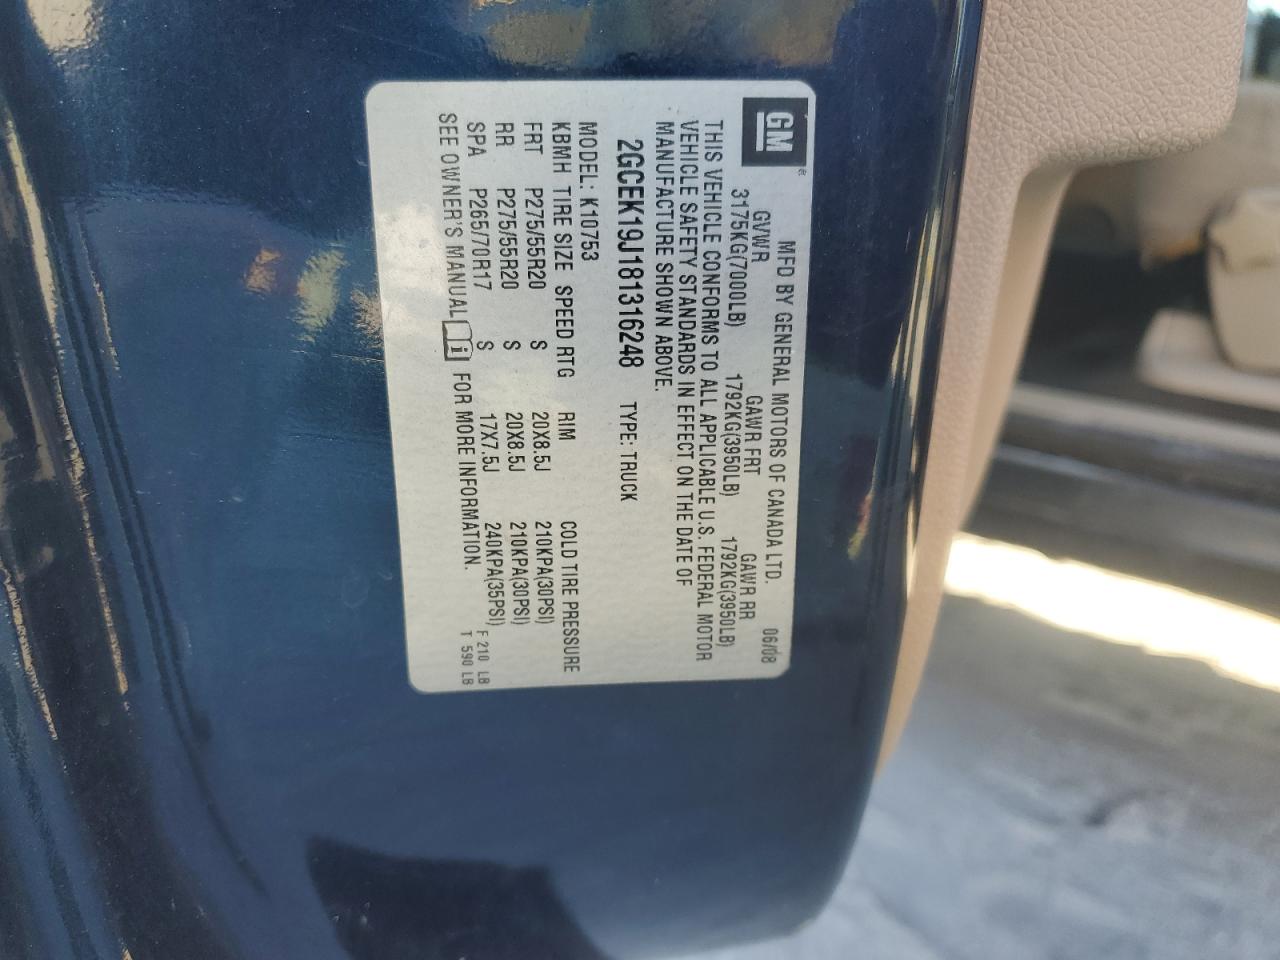 GM
MFD BY GENERAL MOTORS OF CANADA LTD. 06/08
GVWR GAWR FRT GAWR RR
3175KG(7000LB) 1792KG(3950LB) 1792KG(3950LB)
THIS VEHICLE CONFORMS TO ALL APPLICABLE U.S. FEDERAL MOTOR
VEHICLE SAFETY STANDARDS IN EFFECT ON THE DATE OF
MANUFACTURE SHOWN ABOVE.
2GCEK19J181316248 TYPE: TRUCK
MODEL: K10753
KBMH TIRE SIZE SPEED RTG RIM COLD TIRE PRESSURE
FRT P275/55R20 S 20X8.5J 210KPA(30PSI)
RR P275/55R20 S 20X8.5J 210KPA(30PSI)
SPA P265/70R17 S 17X7.5J 240KPA(35PSI) F 210 LB
SEE OWNER'S MANUAL i FOR MORE INFORMATION. T 590 LB